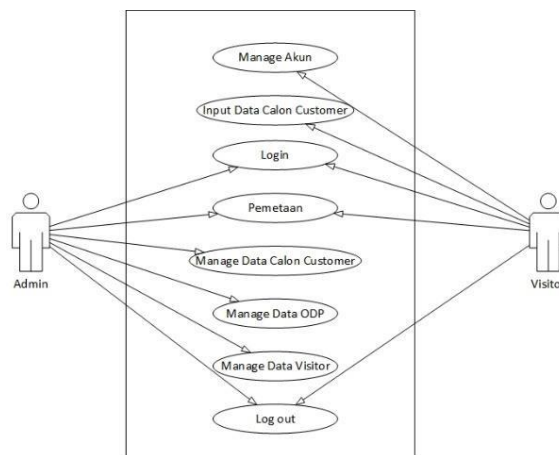 Manage Akun
Input Data Calon Customer
Login
Pemetaan
Manage Data Calon Customer
Manage Data ODP
Manage Data Visitor
Log out
Admin
Visito